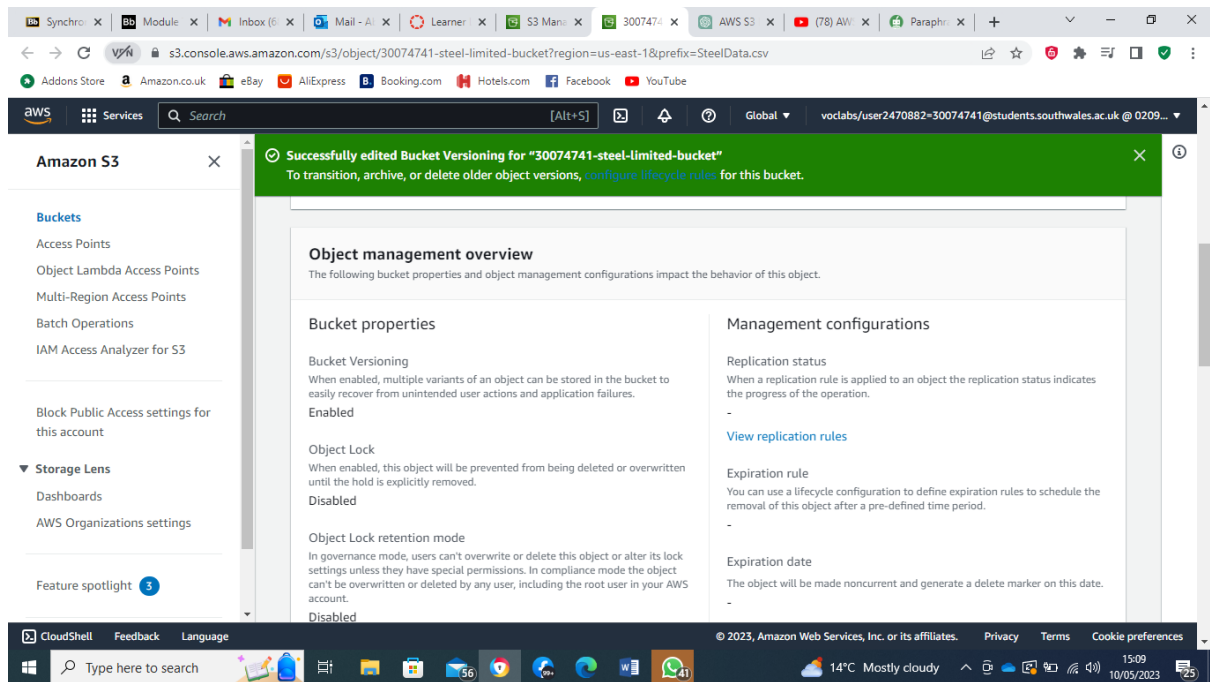 Synchro
Module
Inbox (6
Mail - Al
Learner
S3 Mana
3007474
AWS S3
(78) AW
Paraphr
VPN
s3.console.aws.amazon.com/s3/object/30074741-steel-limited-bucket?region=us-east-1&prefix=SteelData.csv
Addons Store
Amazon.co.uk
eBay
AliExpress
Booking.com
Hotels.com
Facebook
YouTube
aws
Services
Search
[Alt+S]
Global
voclabs/user2470882=30074741@students.southwales.ac.uk @ 0209...
Amazon S3
Buckets
Access Points
Object Lambda Access Points
Multi-Region Access Points
Batch Operations
IAM Access Analyzer for S3
Block Public Access settings for
this account
Storage Lens
Dashboards
AWS Organizations settings
Feature spotlight 3
Successfully edited Bucket Versioning for “30074741-steel-limited-bucket”
To transition, archive, or delete older object versions, configure lifecycle rules for this bucket.
Object management overview
The following bucket properties and object management configurations impact the behavior of this object.
Bucket properties
Bucket Versioning
When enabled, multiple variants of an object can be stored in the bucket to
easily recover from unintended user actions and application failures.
Enabled
Object Lock
When enabled, this object will be prevented from being deleted or overwritten
until the hold is explicitly removed.
Disabled
Object Lock retention mode
In governance mode, users can't overwrite or delete this object or alter its lock
settings unless they have special permissions. In compliance mode the object
can't be overwritten or deleted by any user, including the root user in your AWS
account.
Disabled
Management configurations
Replication status
When a replication rule is applied to an object the replication status indicates
the progress of the operation.
-
View replication rules
Expiration rule
You can use a lifecycle configuration to define expiration rules to schedule the
removal of this object after a pre-defined time period.
-
Expiration date
The object will be made noncurrent and generate a delete marker on this date.
-
CloudShell
Feedback
Language
© 2023, Amazon Web Services, Inc. or its affiliates.
Privacy
Terms
Cookie preferences
Type here to search
56
99+
41
14°C Mostly cloudy
15:09
10/05/2023
25